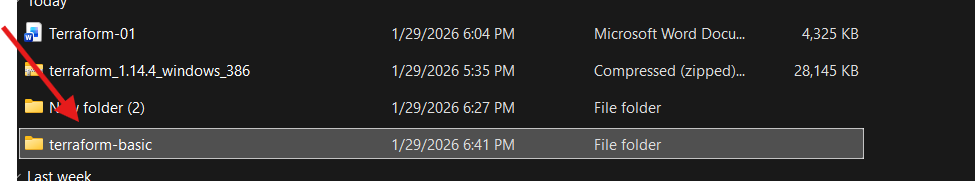 Today
Terraform-01 1/29/2026 6:04 PM Microsoft Word Docu... 4,325 KB
terraform_1.14.4_windows_386 1/29/2026 5:35 PM Compressed (zipped)... 28,145 KB
New folder (2) 1/29/2026 6:27 PM File folder
terraform-basic 1/29/2026 6:41 PM File folder
Last week